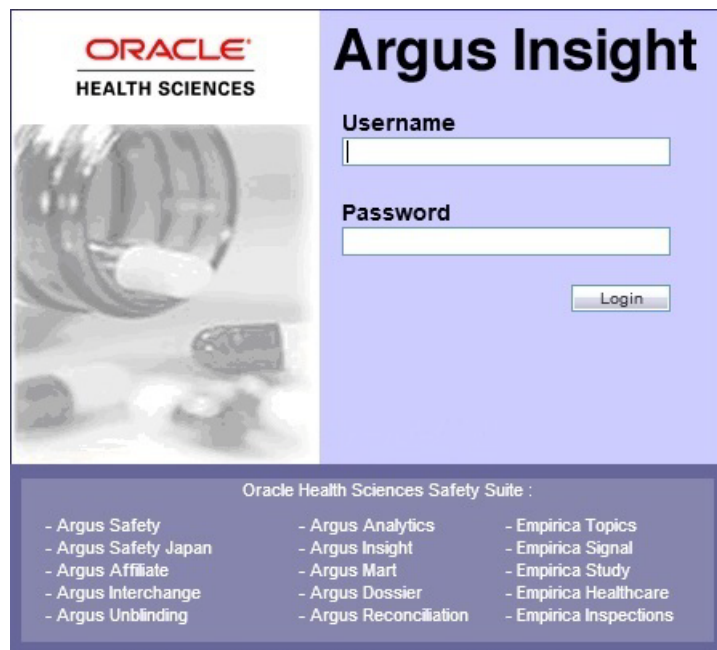 ORACLE
HEALTH SCIENCES
Argus Insight
Username
Password
Login
Oracle Health Sciences Safety Suite :
- Argus Safety
- Argus Safety Japan
- Argus Affiliate
- Argus Interchange
- Argus Unblinding
- Argus Analytics
- Argus Insight
- Argus Mart
- Argus Dossier
- Argus Reconciliation
- Empirica Topics
- Empirica Signal
- Empirica Study
- Empirica Healthcare
- Empirica Inspections